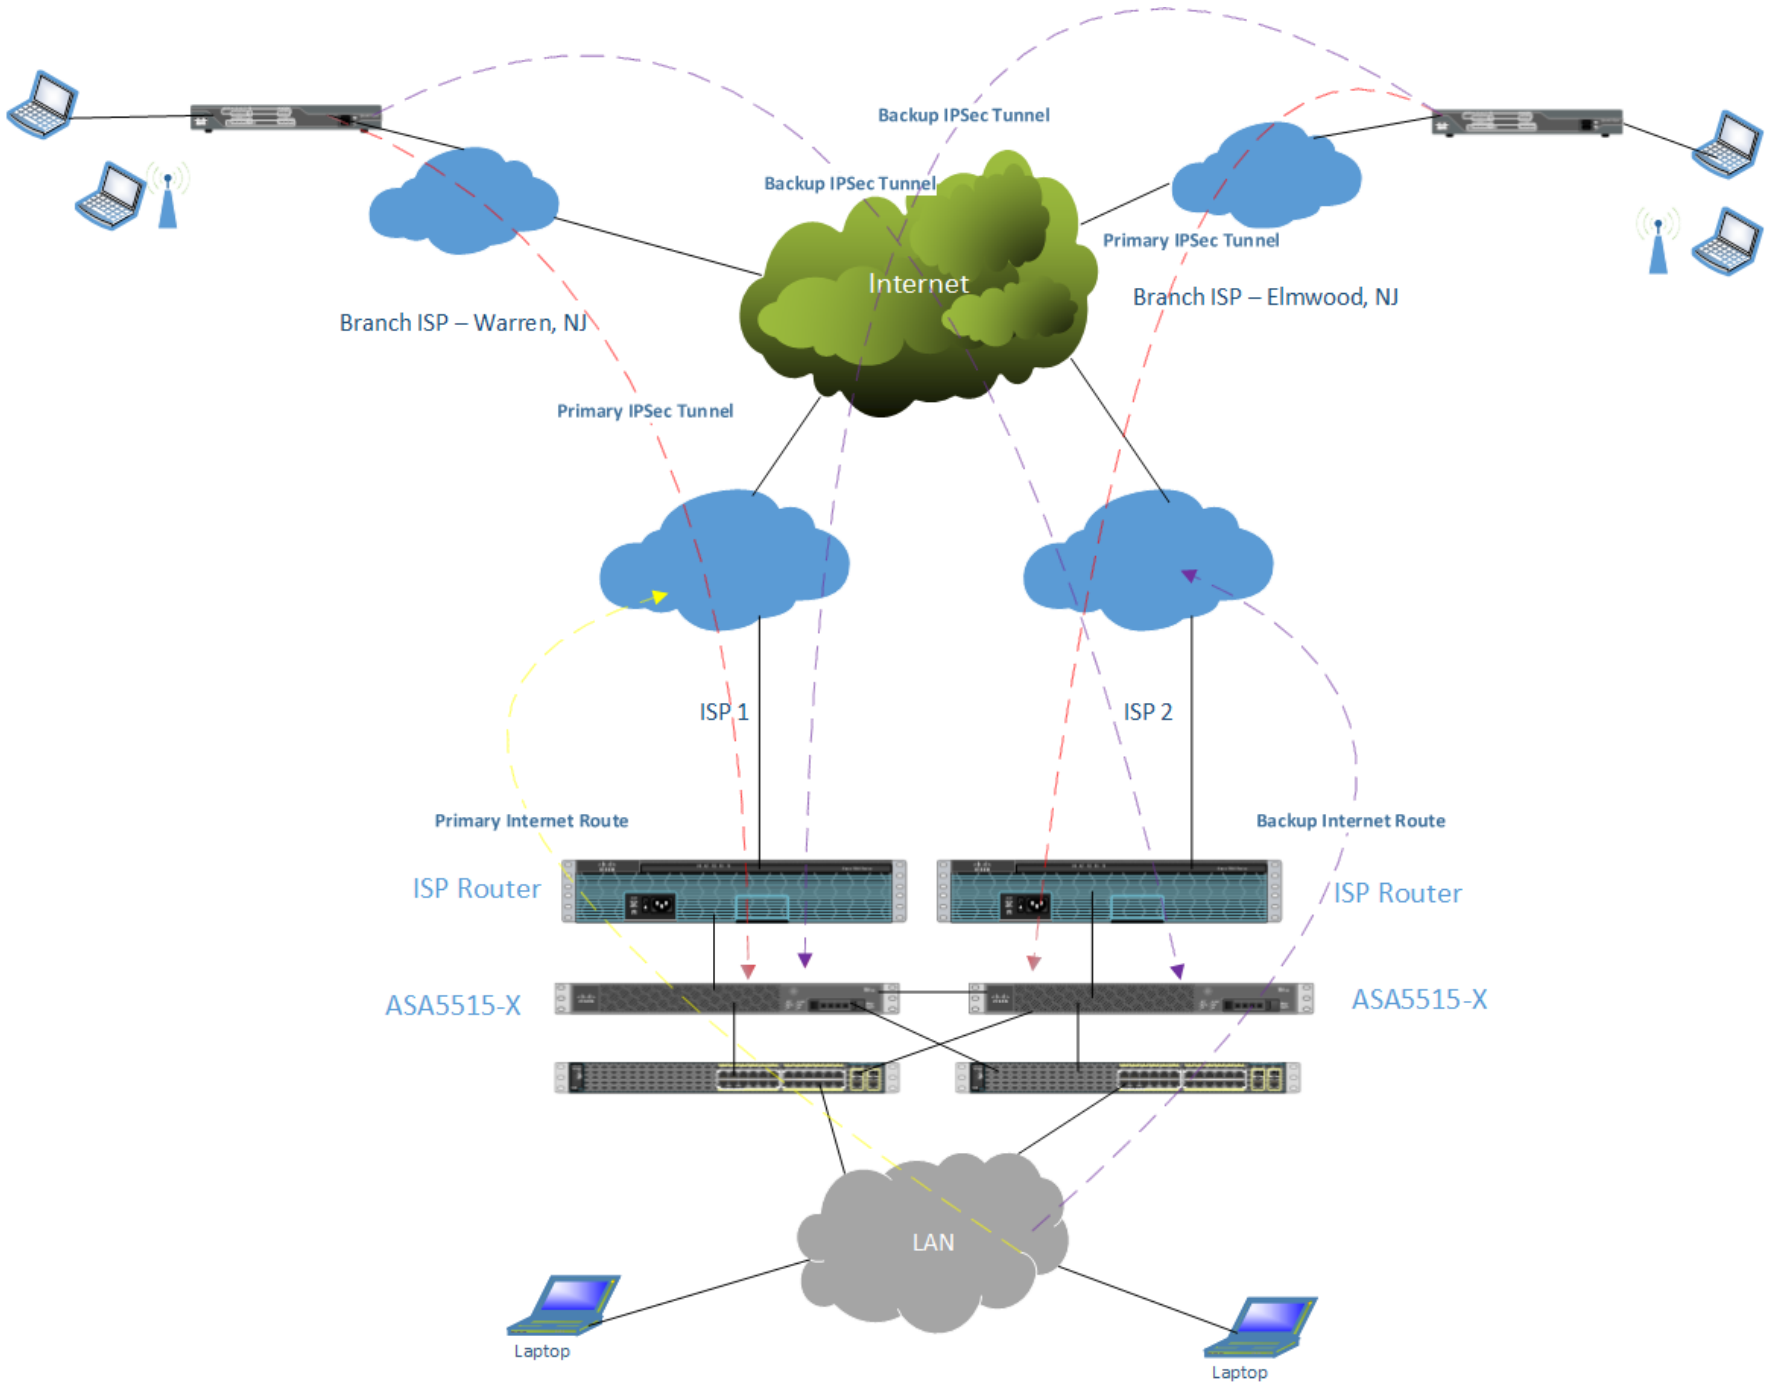 Backup IPSec Tunnel
Backup IPSec Tunnel
Primary IPSec Tunnel
Internet
Branch ISP – Elmwood, NJ
Branch ISP – Warren, NJ
Primary IPSec Tunnel
ISP 1
ISP 2
Primary Internet Route
Backup Internet Route
ISP Router
ISP Router
ASA5515-X
ASA5515-X
LAN
Laptop
Laptop